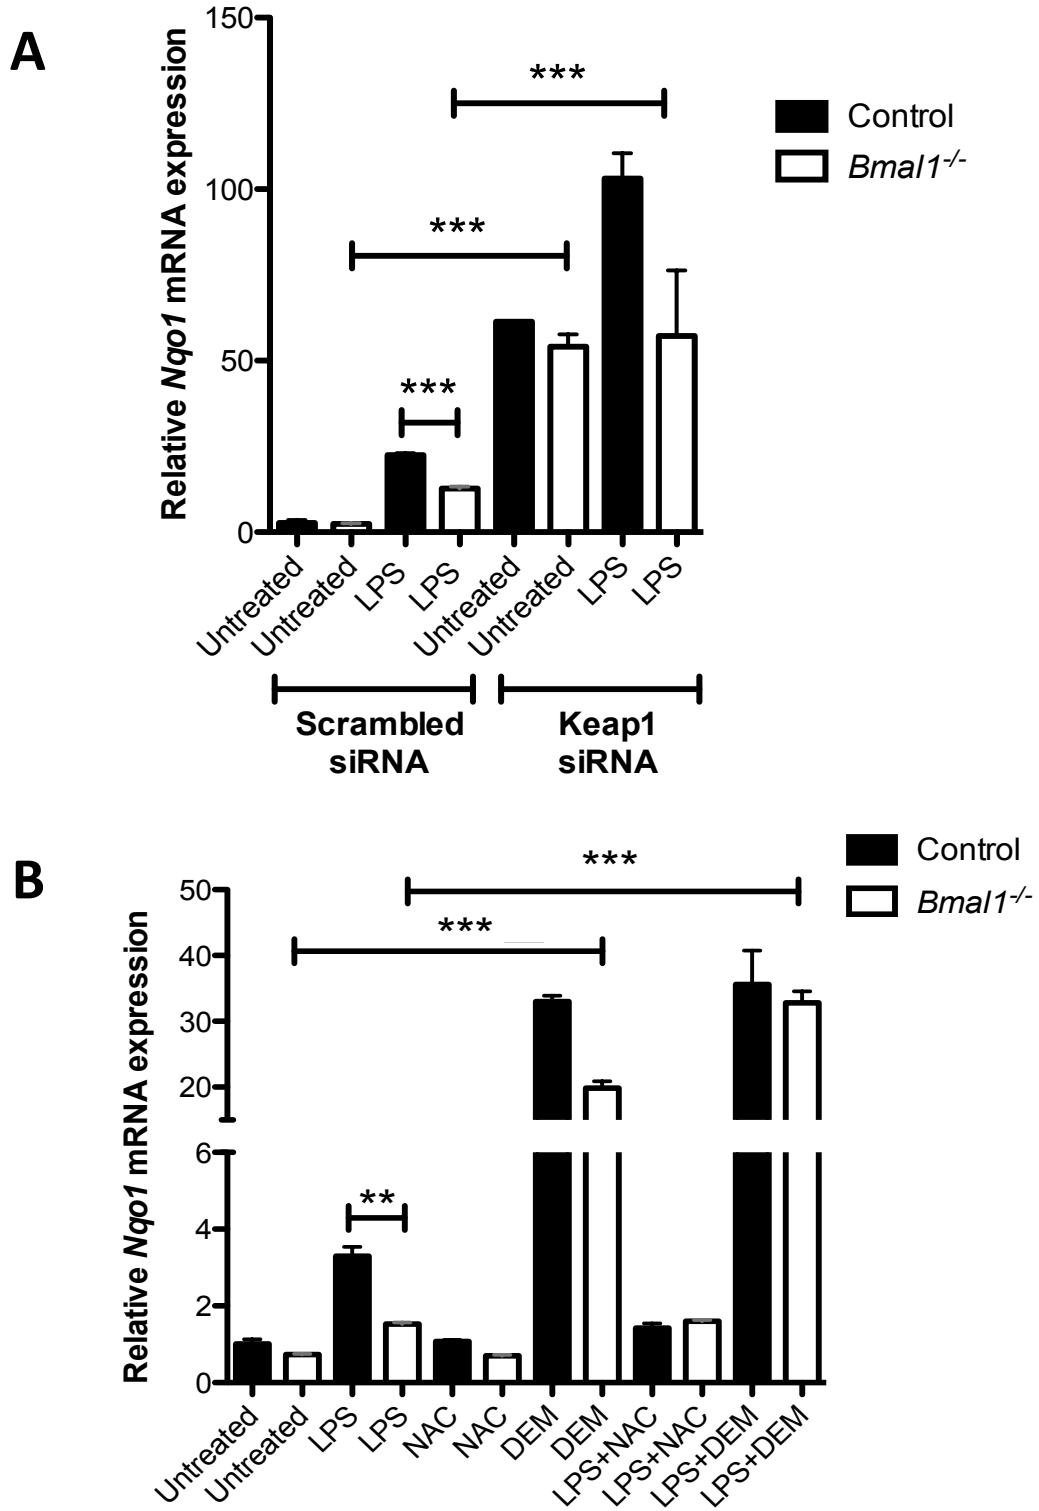 A
Relative Nqo1 mRNA expression
150
100
50
0
***
***
***
Control
Bmal1-/-
Untreated
Untreated
LPS
LPS
Untreated
Untreated
LPS
LPS
Scrambled
siRNA
Keap1
siRNA
B
Relative Nqo1 mRNA expression
50
40
30
20
6
4
2
0
***
***
**
Control
Bmal1-/-
Untreated
Untreated
LPS
LPS
NAC
NAC
DEM
DEM
LPS+NAC
LPS+NAC
LPS+DEM
LPS+DEM